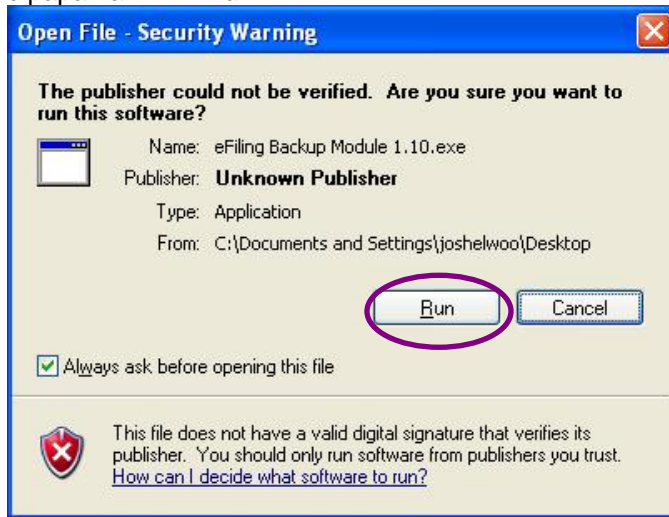 Open File - Security Warning
The publisher could not be verified. Are you sure you want to
run this software?
Name: eFiling Backup Module 1.10.exe
Publisher: Unknown Publisher
Type: Application
From: C:\Documents and Settings\joshelwoo\Desktop
Run Cancel
Always ask before opening this file
This file does not have a valid digital signature that verifies its
publisher. You should only run software from publishers you trust.
How can I decide what software to run?